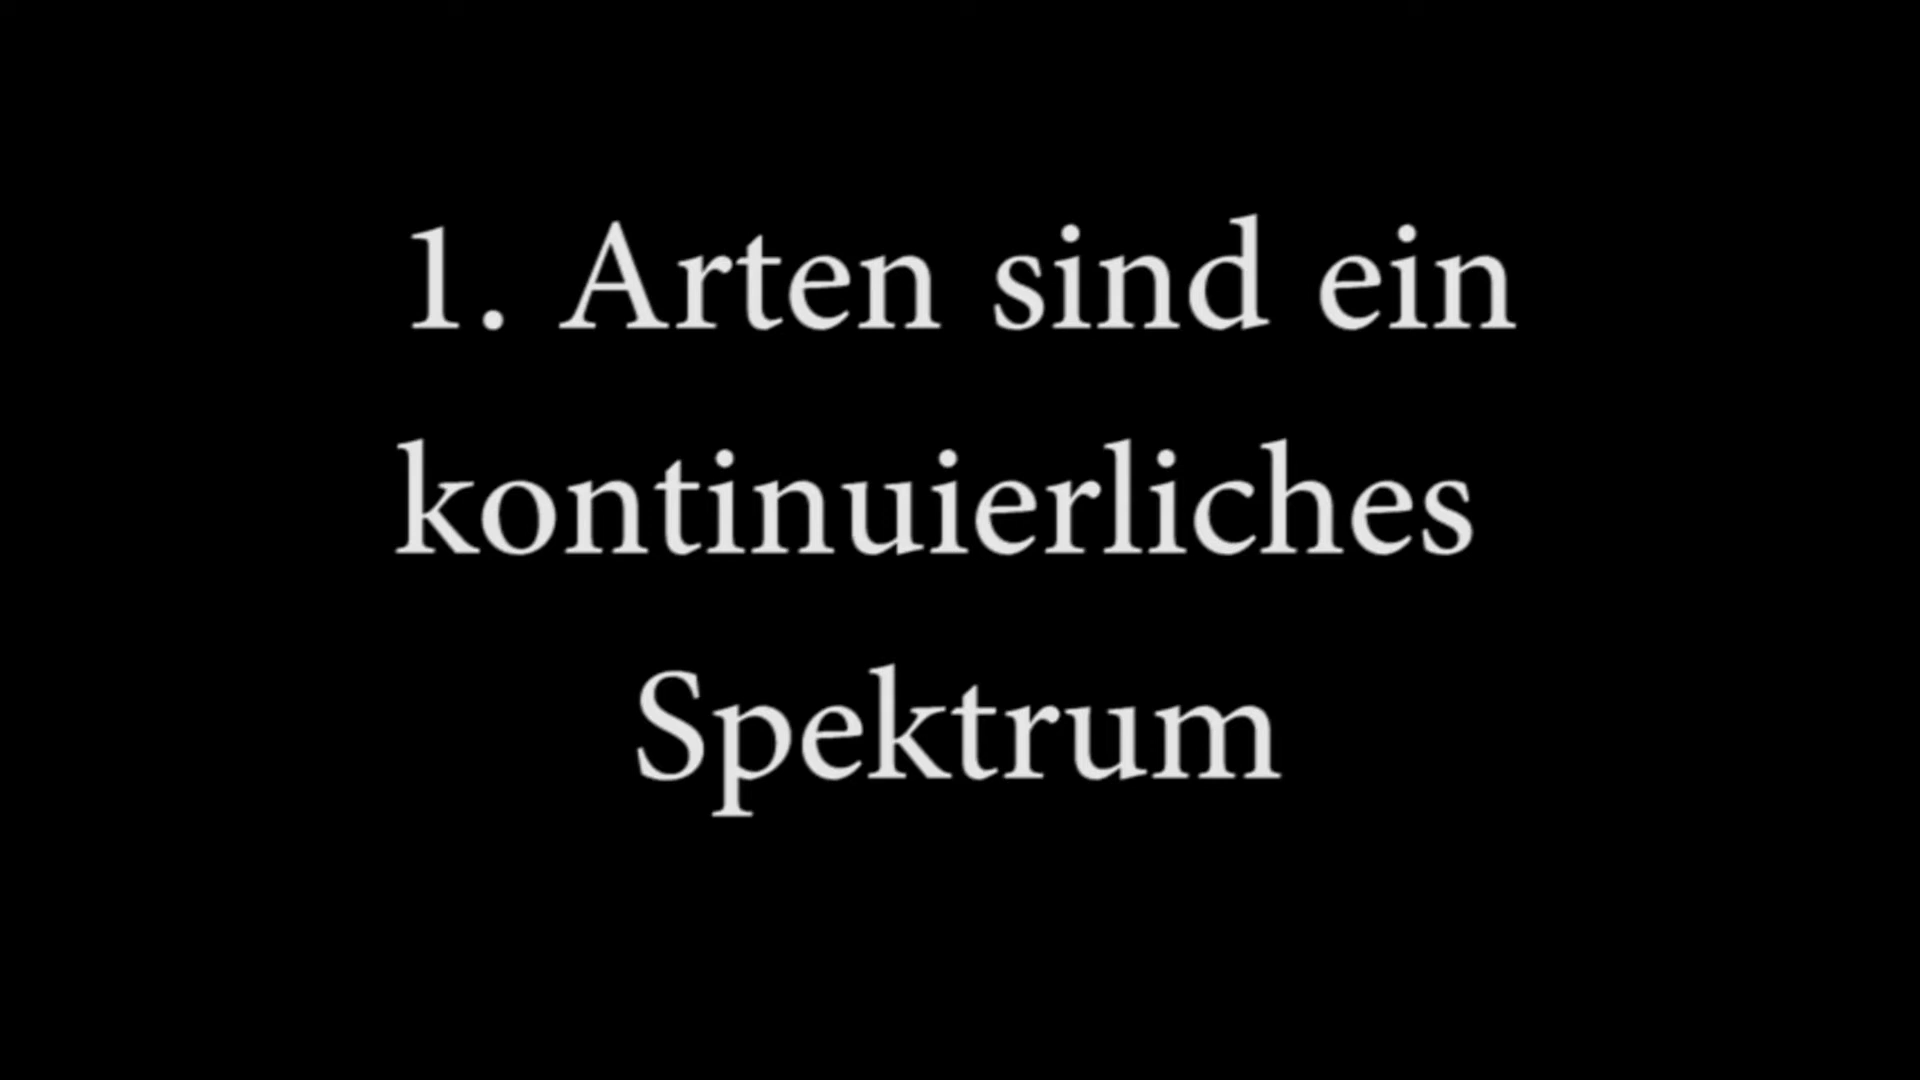 1. Arten sind ein
kontinuierliches
Spektrum